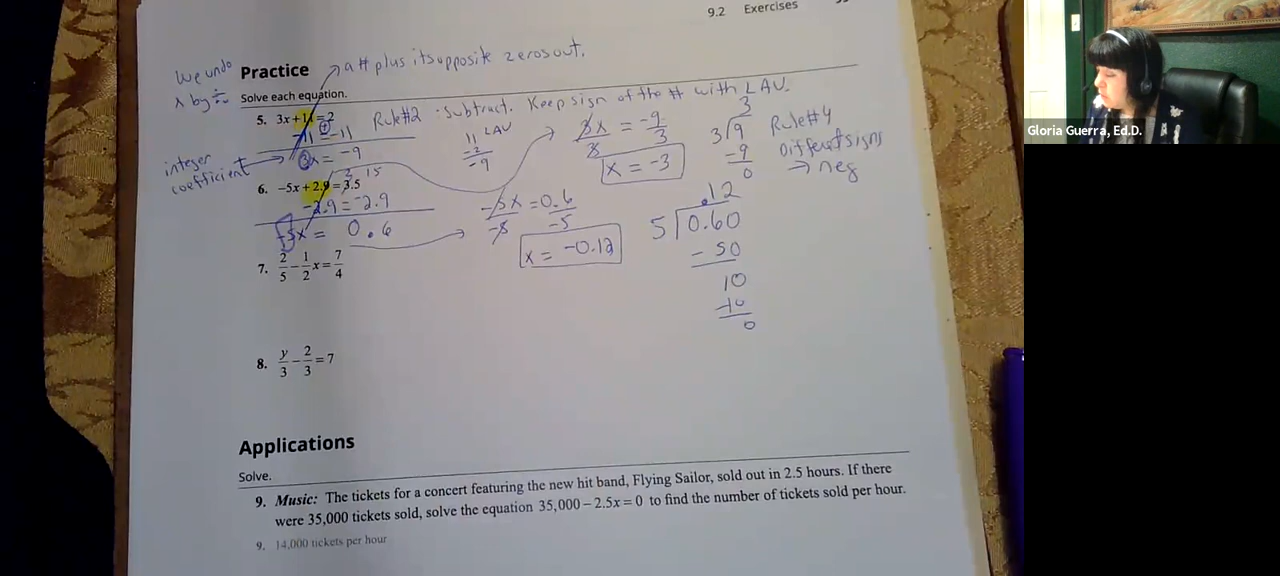 9.2 Exercises
We undo
x by ÷
Practice
a # plus its opposite zeros out.
Solve each equation.
Rule #2 : Subtract. Keep sign of the # with LAV.
5. 3x+11=2
-11 -11
3x = -9
integer
coefficient
11 LAV
-2
-9
3x = -9
3 3
x = -3
3
3 9
-9
0
Rule #4
Different signs
→ neg
6. −5x+2.9=3.5
2 15
-2.9 = -2.9
-5x = 0.6
-5x = 0.6
-5 -5
x = -0.12
.12
5 0.60
- 50
10
-10
0
7. 2/5 − 1/2 x = 7/4
8. y/3 − 2/3 = 7
Applications
Solve.
9. Music: The tickets for a concert featuring the new hit band, Flying Sailor, sold out in 2.5 hours. If there
were 35,000 tickets sold, solve the equation 35,000 − 2.5x = 0 to find the number of tickets sold per hour.
9. 14,000 tickets per hour
Gloria Guerra, Ed.D.